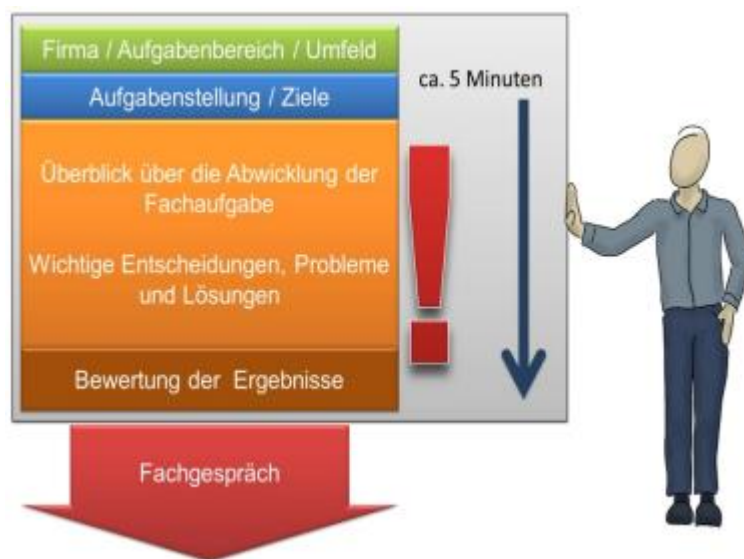 Firma / Aufgabenbereich / Umfeld
Aufgabenstellung / Ziele
ca. 5 Minuten
Überblick über die Abwicklung der
Fachaufgabe
Wichtige Entscheidungen, Probleme
und Lösungen
Bewertung der Ergebnisse
Fachgespräch